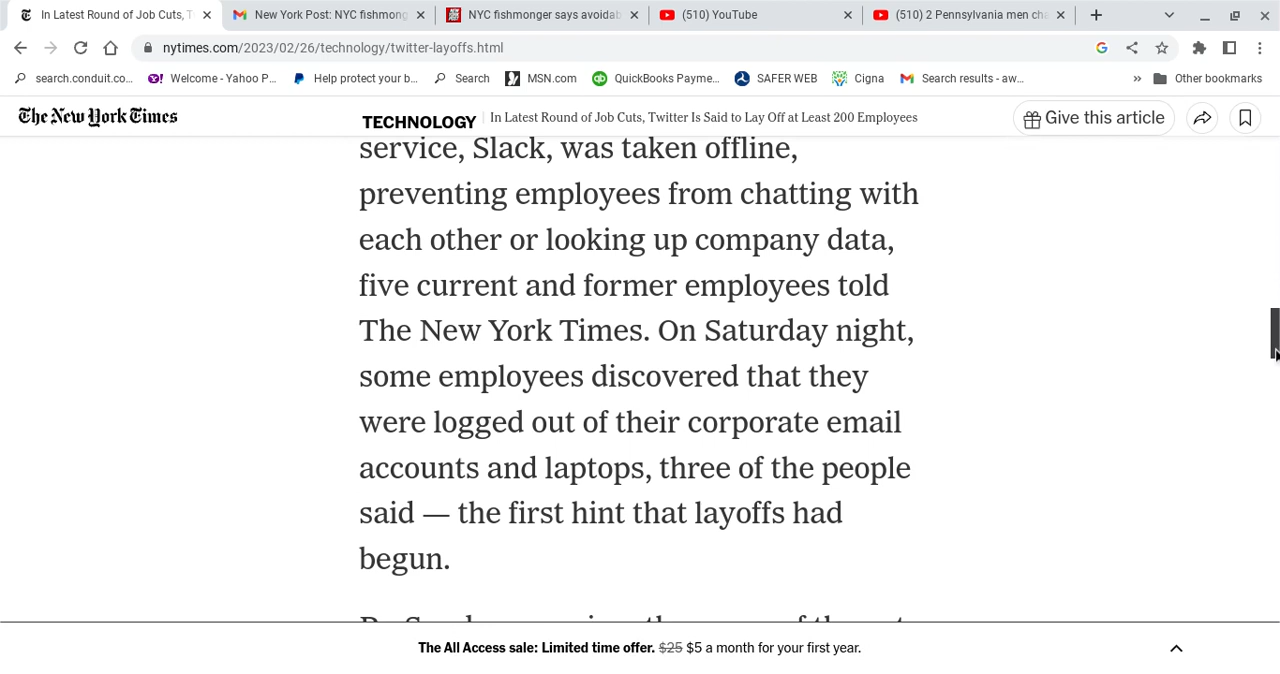 In Latest Round of Job Cuts, T
New York Post: NYC fishmong
NYC fishmonger says avoidab
(510) YouTube
(510) 2 Pennsylvania men cha
nytimes.com/2023/02/26/technology/twitter-layoffs.html
search.conduit.co...
Welcome - Yahoo P...
Help protect your b...
Search
MSN.com
QuickBooks Payme...
SAFER WEB
Cigna
Search results - aw...
»
Other bookmarks
The New York Times
TECHNOLOGY
In Latest Round of Job Cuts, Twitter Is Said to Lay Off at Least 200 Employees
Give this article
service, Slack, was taken offline,
preventing employees from chatting with
each other or looking up company data,
five current and former employees told
The New York Times. On Saturday night,
some employees discovered that they
were logged out of their corporate email
accounts and laptops, three of the people
said — the first hint that layoffs had
begun.
The All Access sale: Limited time offer. $25 $5 a month for your first year.